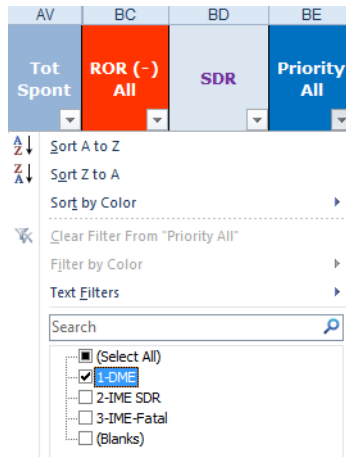 AV BC BD BE
Tot Spont
ROR (-) All
SDR
Priority All
Sort A to Z
Sort Z to A
Sort by Color
Clear Filter From "Priority All"
Filter by Color
Text Filters
Search
(Select All)
1-DME
2-IME SDR
3-IME-Fatal
(Blanks)